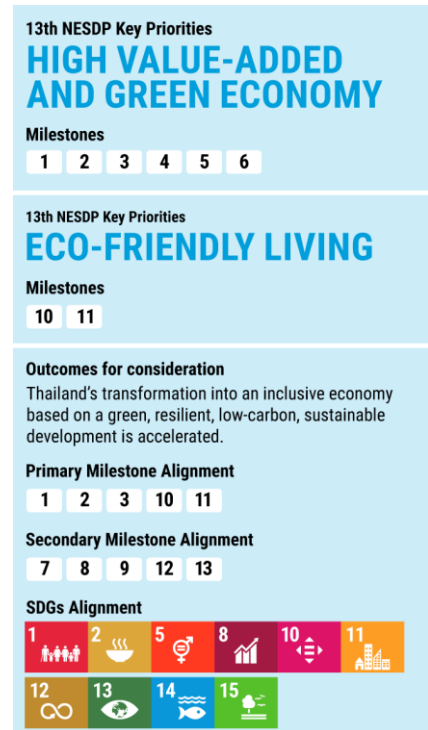 13th NESDP Key Priorities
HIGH VALUE-ADDED
AND GREEN ECONOMY
Milestones
1 2 3 4 5 6
13th NESDP Key Priorities
ECO-FRIENDLY LIVING
Milestones
10 11
Outcomes for consideration
Thailand's transformation into an inclusive economy
based on a green, resilient, low-carbon, sustainable
development is accelerated.
Primary Milestone Alignment
1 2 3 10 11
Secondary Milestone Alignment
7 8 9 12 13
SDGs Alignment
1 2 5 8 10 11
12 13 14 15